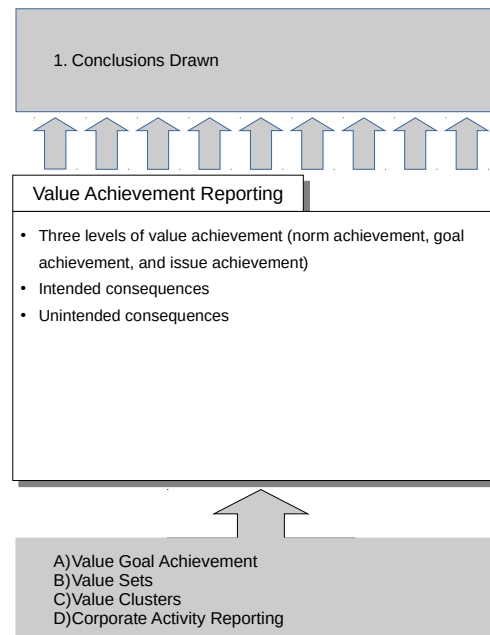 1. Conclusions Drawn
Value Achievement Reporting
• Three levels of value achievement (norm achievement, goal
achievement, and issue achievement)
• Intended consequences
• Unintended consequences
A)Value Goal Achievement
B)Value Sets
C)Value Clusters
D)Corporate Activity Reporting